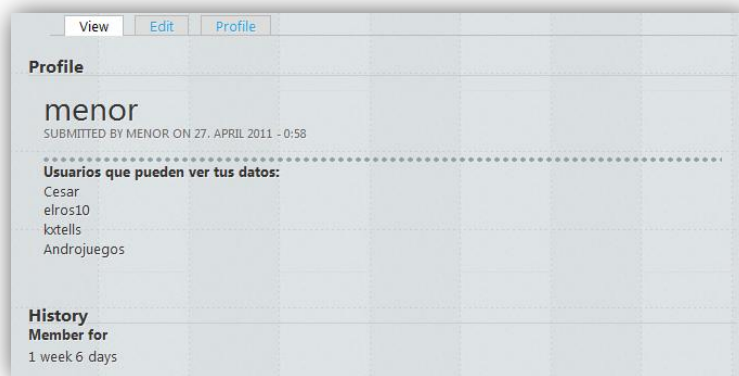 View Edit Profile
Profile
menor
SUBMITTED BY MENOR ON 27. APRIL 2011 - 0:58
Usuarios que pueden ver tus datos:
Cesar
elros10
kxtells
Androjuegos
History
Member for
1 week 6 days